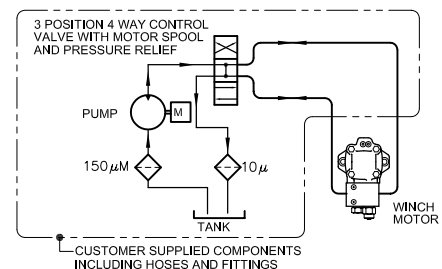 3 POSITION 4 WAY CONTROL
VALVE WITH MOTOR SPOOL
AND PRESSURE RELIEF
PUMP
M
150µM
10µ
TANK
WINCH
MOTOR
CUSTOMER SUPPLIED COMPONENTS
INCLUDING HOSES AND FITTINGS